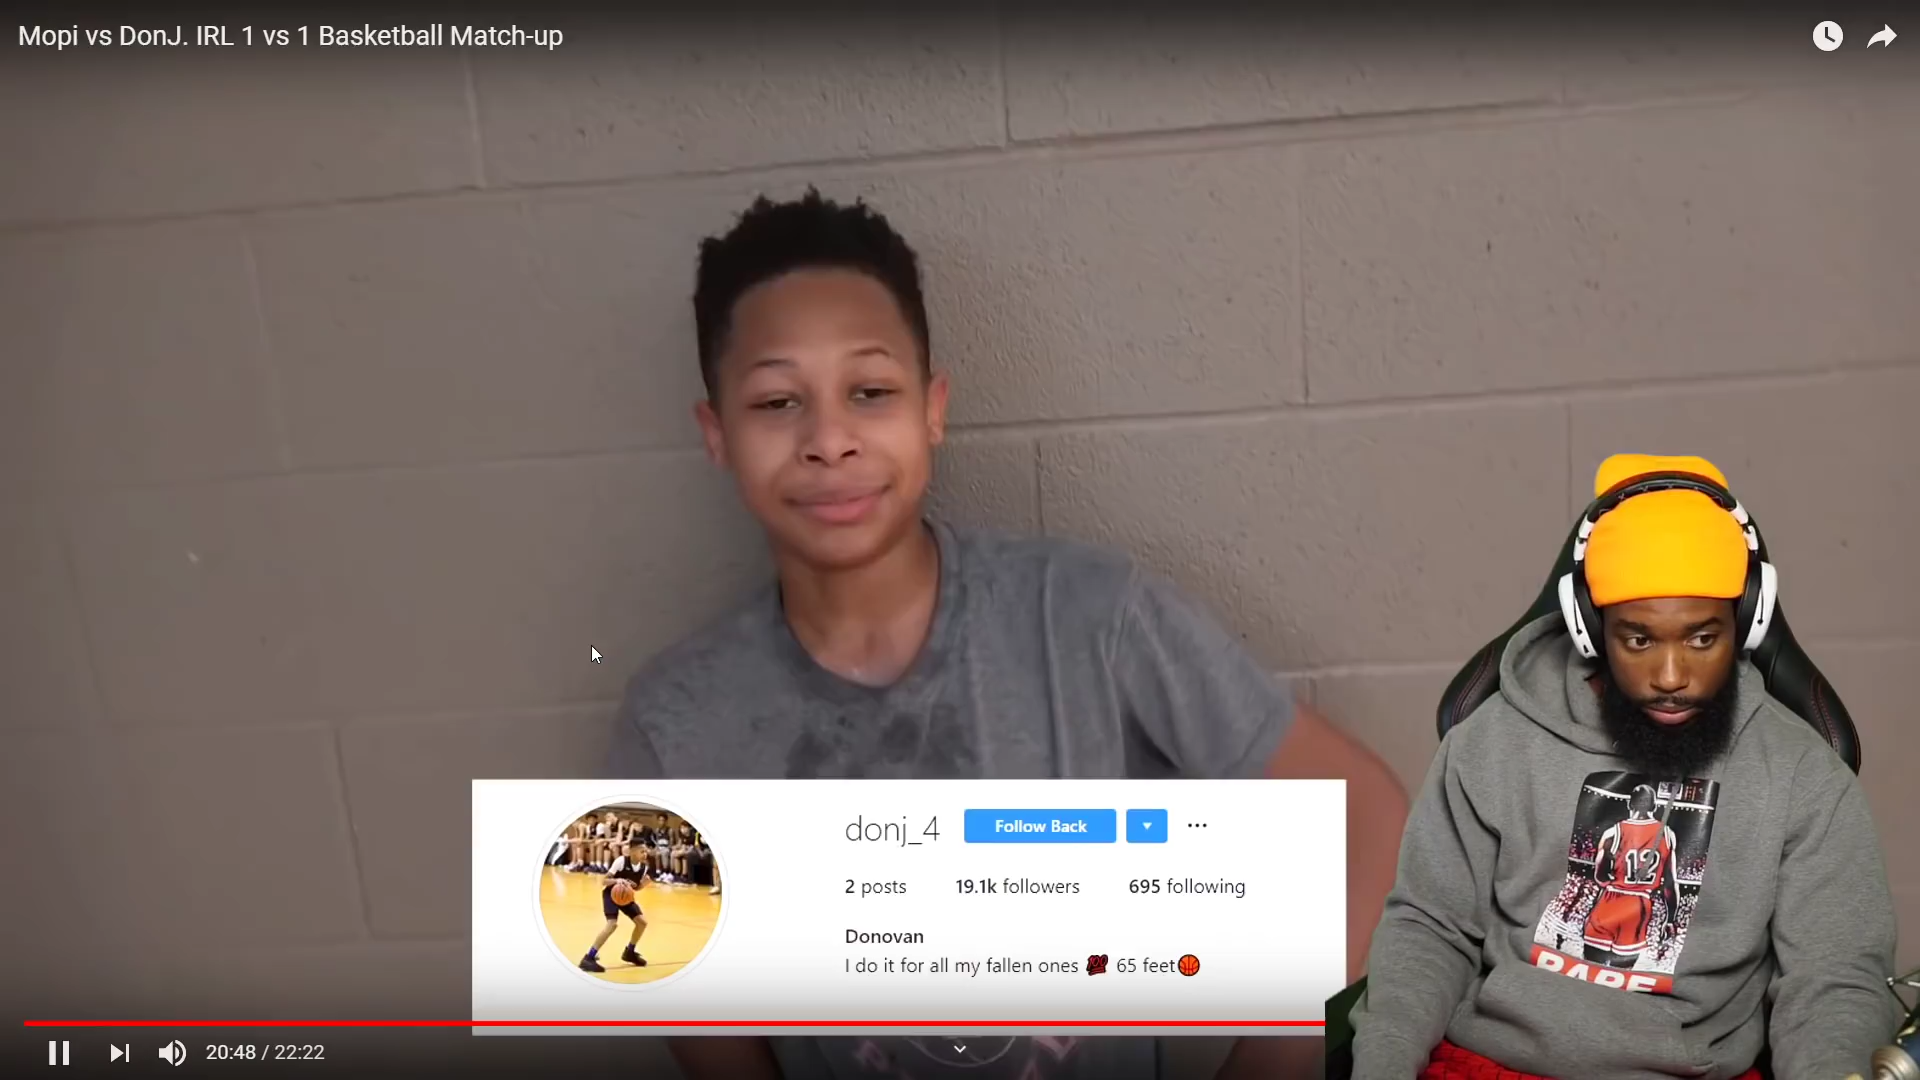 Mopi vs DonJ. IRL 1 vs 1 Basketball Match-up
donj_4 Follow Back ▼ ...
2 posts 19.1k followers 695 following
Donovan
I do it for all my fallen ones 💯 65 feet🏀
12
BAPE
20:48 / 22:22